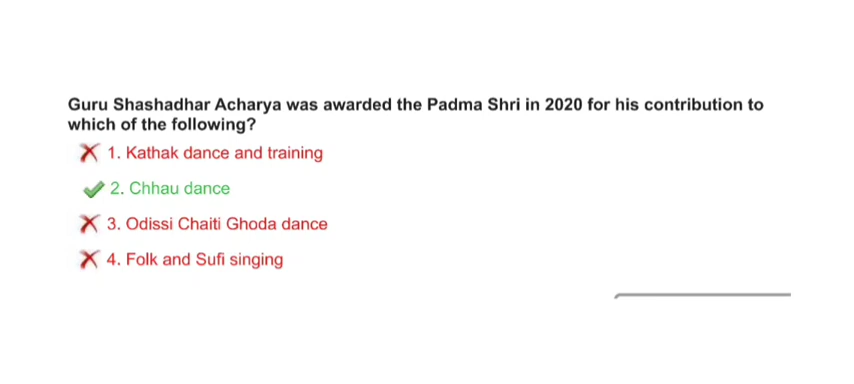 Guru Shashadhar Acharya was awarded the Padma Shri in 2020 for his contribution to
which of the following?
1. Kathak dance and training
2. Chhau dance
3. Odissi Chaiti Ghoda dance
4. Folk and Sufi singing